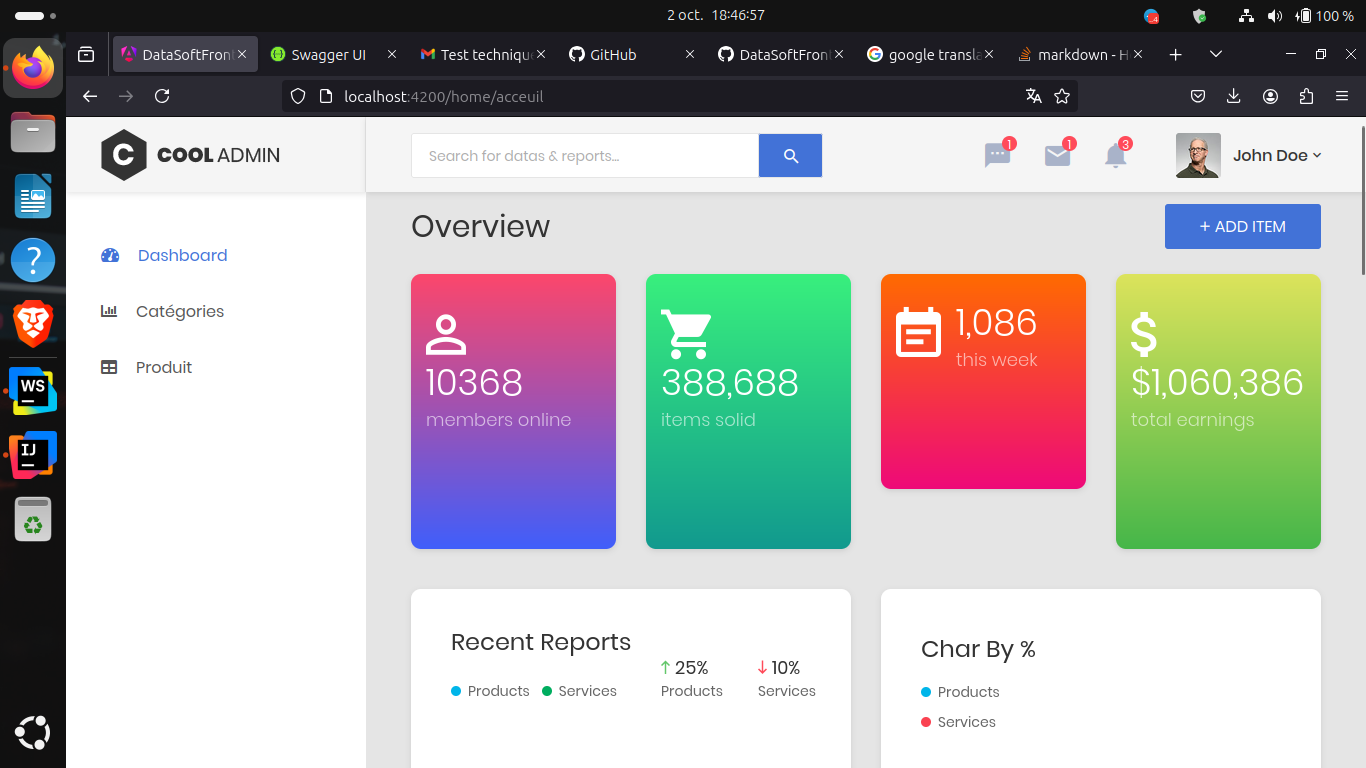 2 oct. 18:46:57
4
100 %
DataSoftFront
Swagger UI
Test technique
GitHub
DataSoftFront
google transla
markdown - H
localhost:4200/home/acceuil
C COOL ADMIN
Search for datas & reports...
1
1
3
John Doe
Dashboard
Catégories
Produit
Overview
+ ADD ITEM
10368
members online
388,688
items solid
1,086
this week
$
$1,060,386
total earnings
Recent Reports
Products
Services
↑ 25%
Products
↓ 10%
Services
Char By %
Products
Services
?
WS
IJ